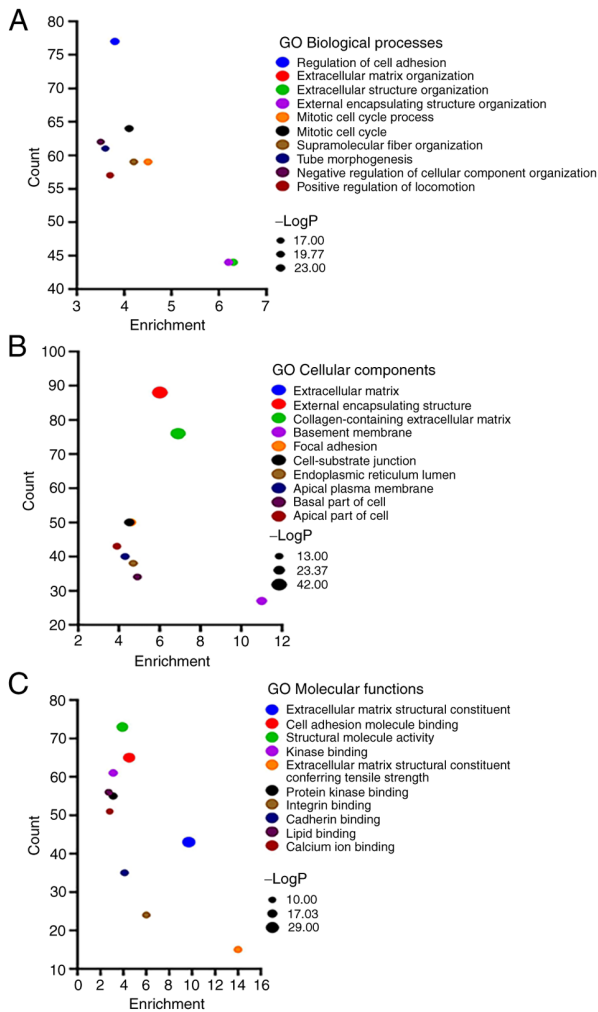 A
GO Biological processes
Regulation of cell adhesion
Extracellular matrix organization
Extracellular structure organization
External encapsulating structure organization
Mitotic cell cycle process
Mitotic cell cycle
Supramolecular fiber organization
Tube morphogenesis
Negative regulation of cellular component organization
Positive regulation of locomotion
−LogP
17.00
19.77
23.00
80
75
70
65
60
55
50
45
40
Count
3 4 5 6 7
Enrichment
B
GO Cellular components
Extracellular matrix
External encapsulating structure
Collagen-containing extracellular matrix
Basement membrane
Focal adhesion
Cell-substrate junction
Endoplasmic reticulum lumen
Apical plasma membrane
Basal part of cell
Apical part of cell
−LogP
13.00
23.37
42.00
100
90
80
70
60
50
40
30
20
Count
2 4 6 8 10 12
Enrichment
C
GO Molecular functions
Extracellular matrix structural constituent
Cell adhesion molecule binding
Structural molecule activity
Kinase binding
Extracellular matrix structural constituent
conferring tensile strength
Protein kinase binding
Integrin binding
Cadherin binding
Lipid binding
Calcium ion binding
−LogP
10.00
17.03
29.00
80
70
60
50
40
30
20
10
Count
0 2 4 6 8 10 12 14 16
Enrichment